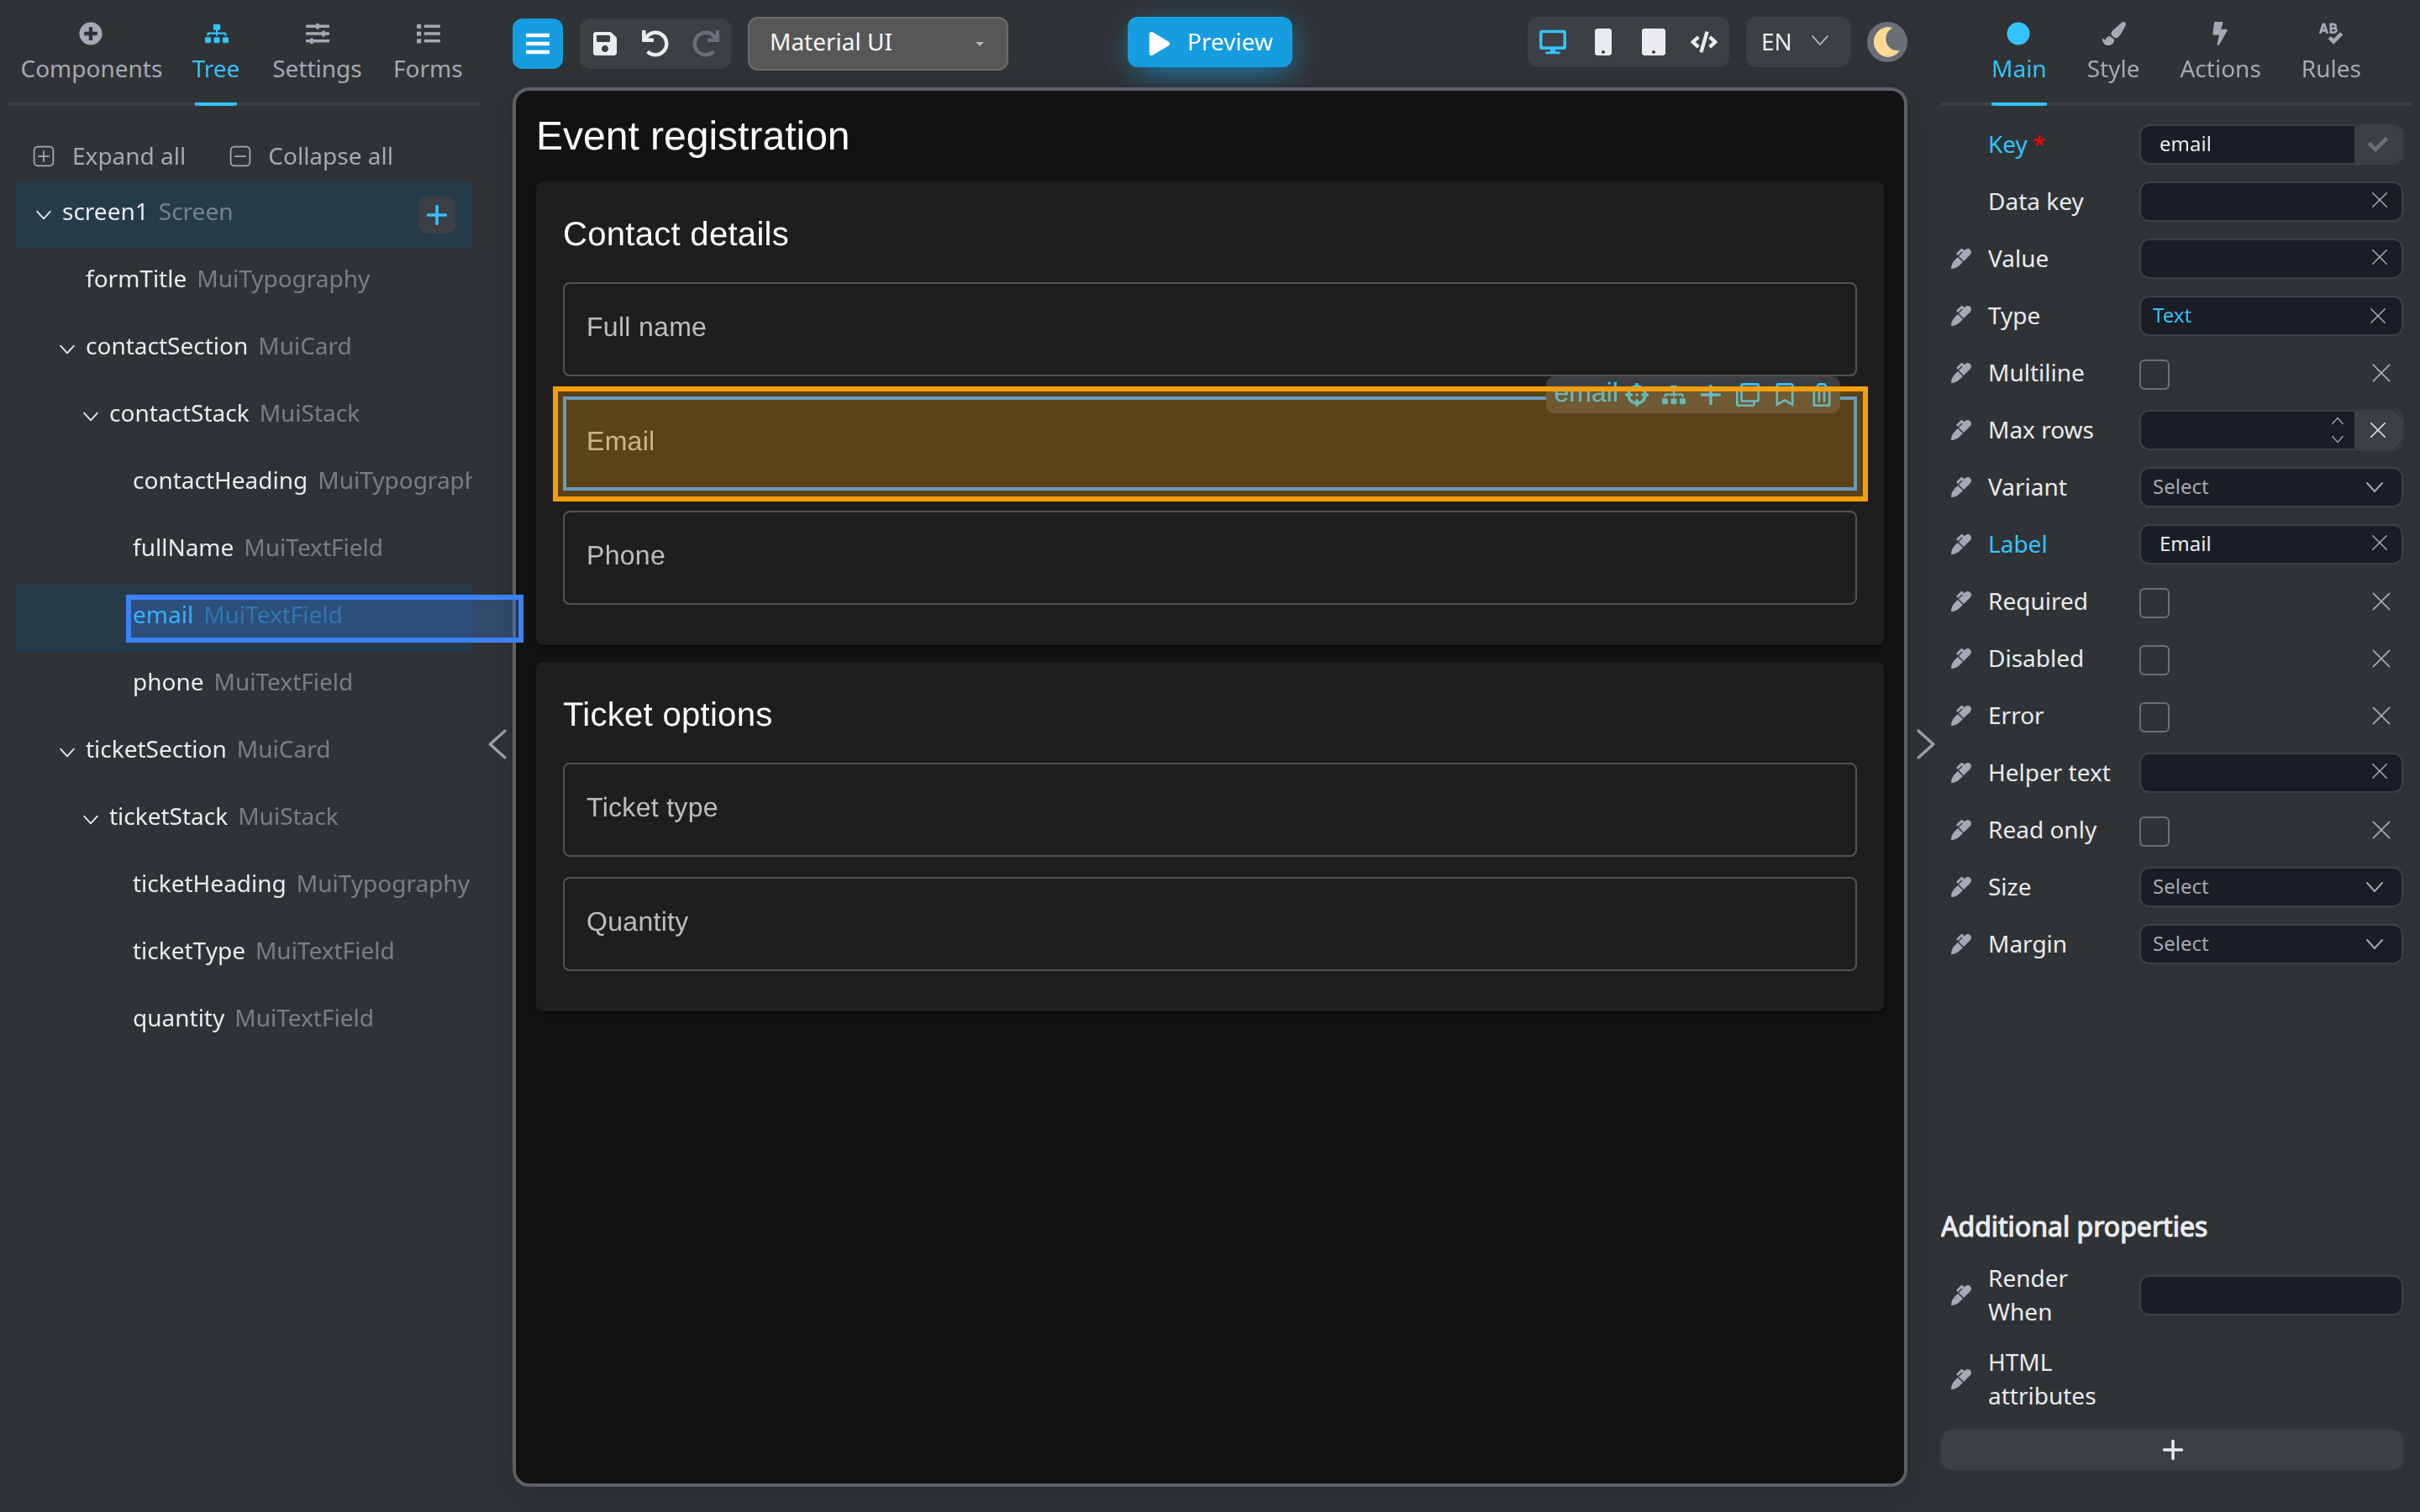 Components
Tree
Settings
Forms
Material UI
Preview
EN
Main
Style
Actions
AB
Rules
Expand all
Collapse all
screen1 Screen
formTitle MuiTypography
contactSection MuiCard
contactStack MuiStack
contactHeading MuiTypograph
fullName MuiTextField
email MuiTextField
phone MuiTextField
ticketSection MuiCard
ticketStack MuiStack
ticketHeading MuiTypography
ticketType MuiTextField
quantity MuiTextField
Event registration
Contact details
Full name
email
Email
Phone
Ticket options
Ticket type
Quantity
Key * email
Data key
Value
Type Text
Multiline
Max rows
Variant Select
Label Email
Required
Disabled
Error
Helper text
Read only
Size Select
Margin Select
Additional properties
Render
When
HTML
attributes